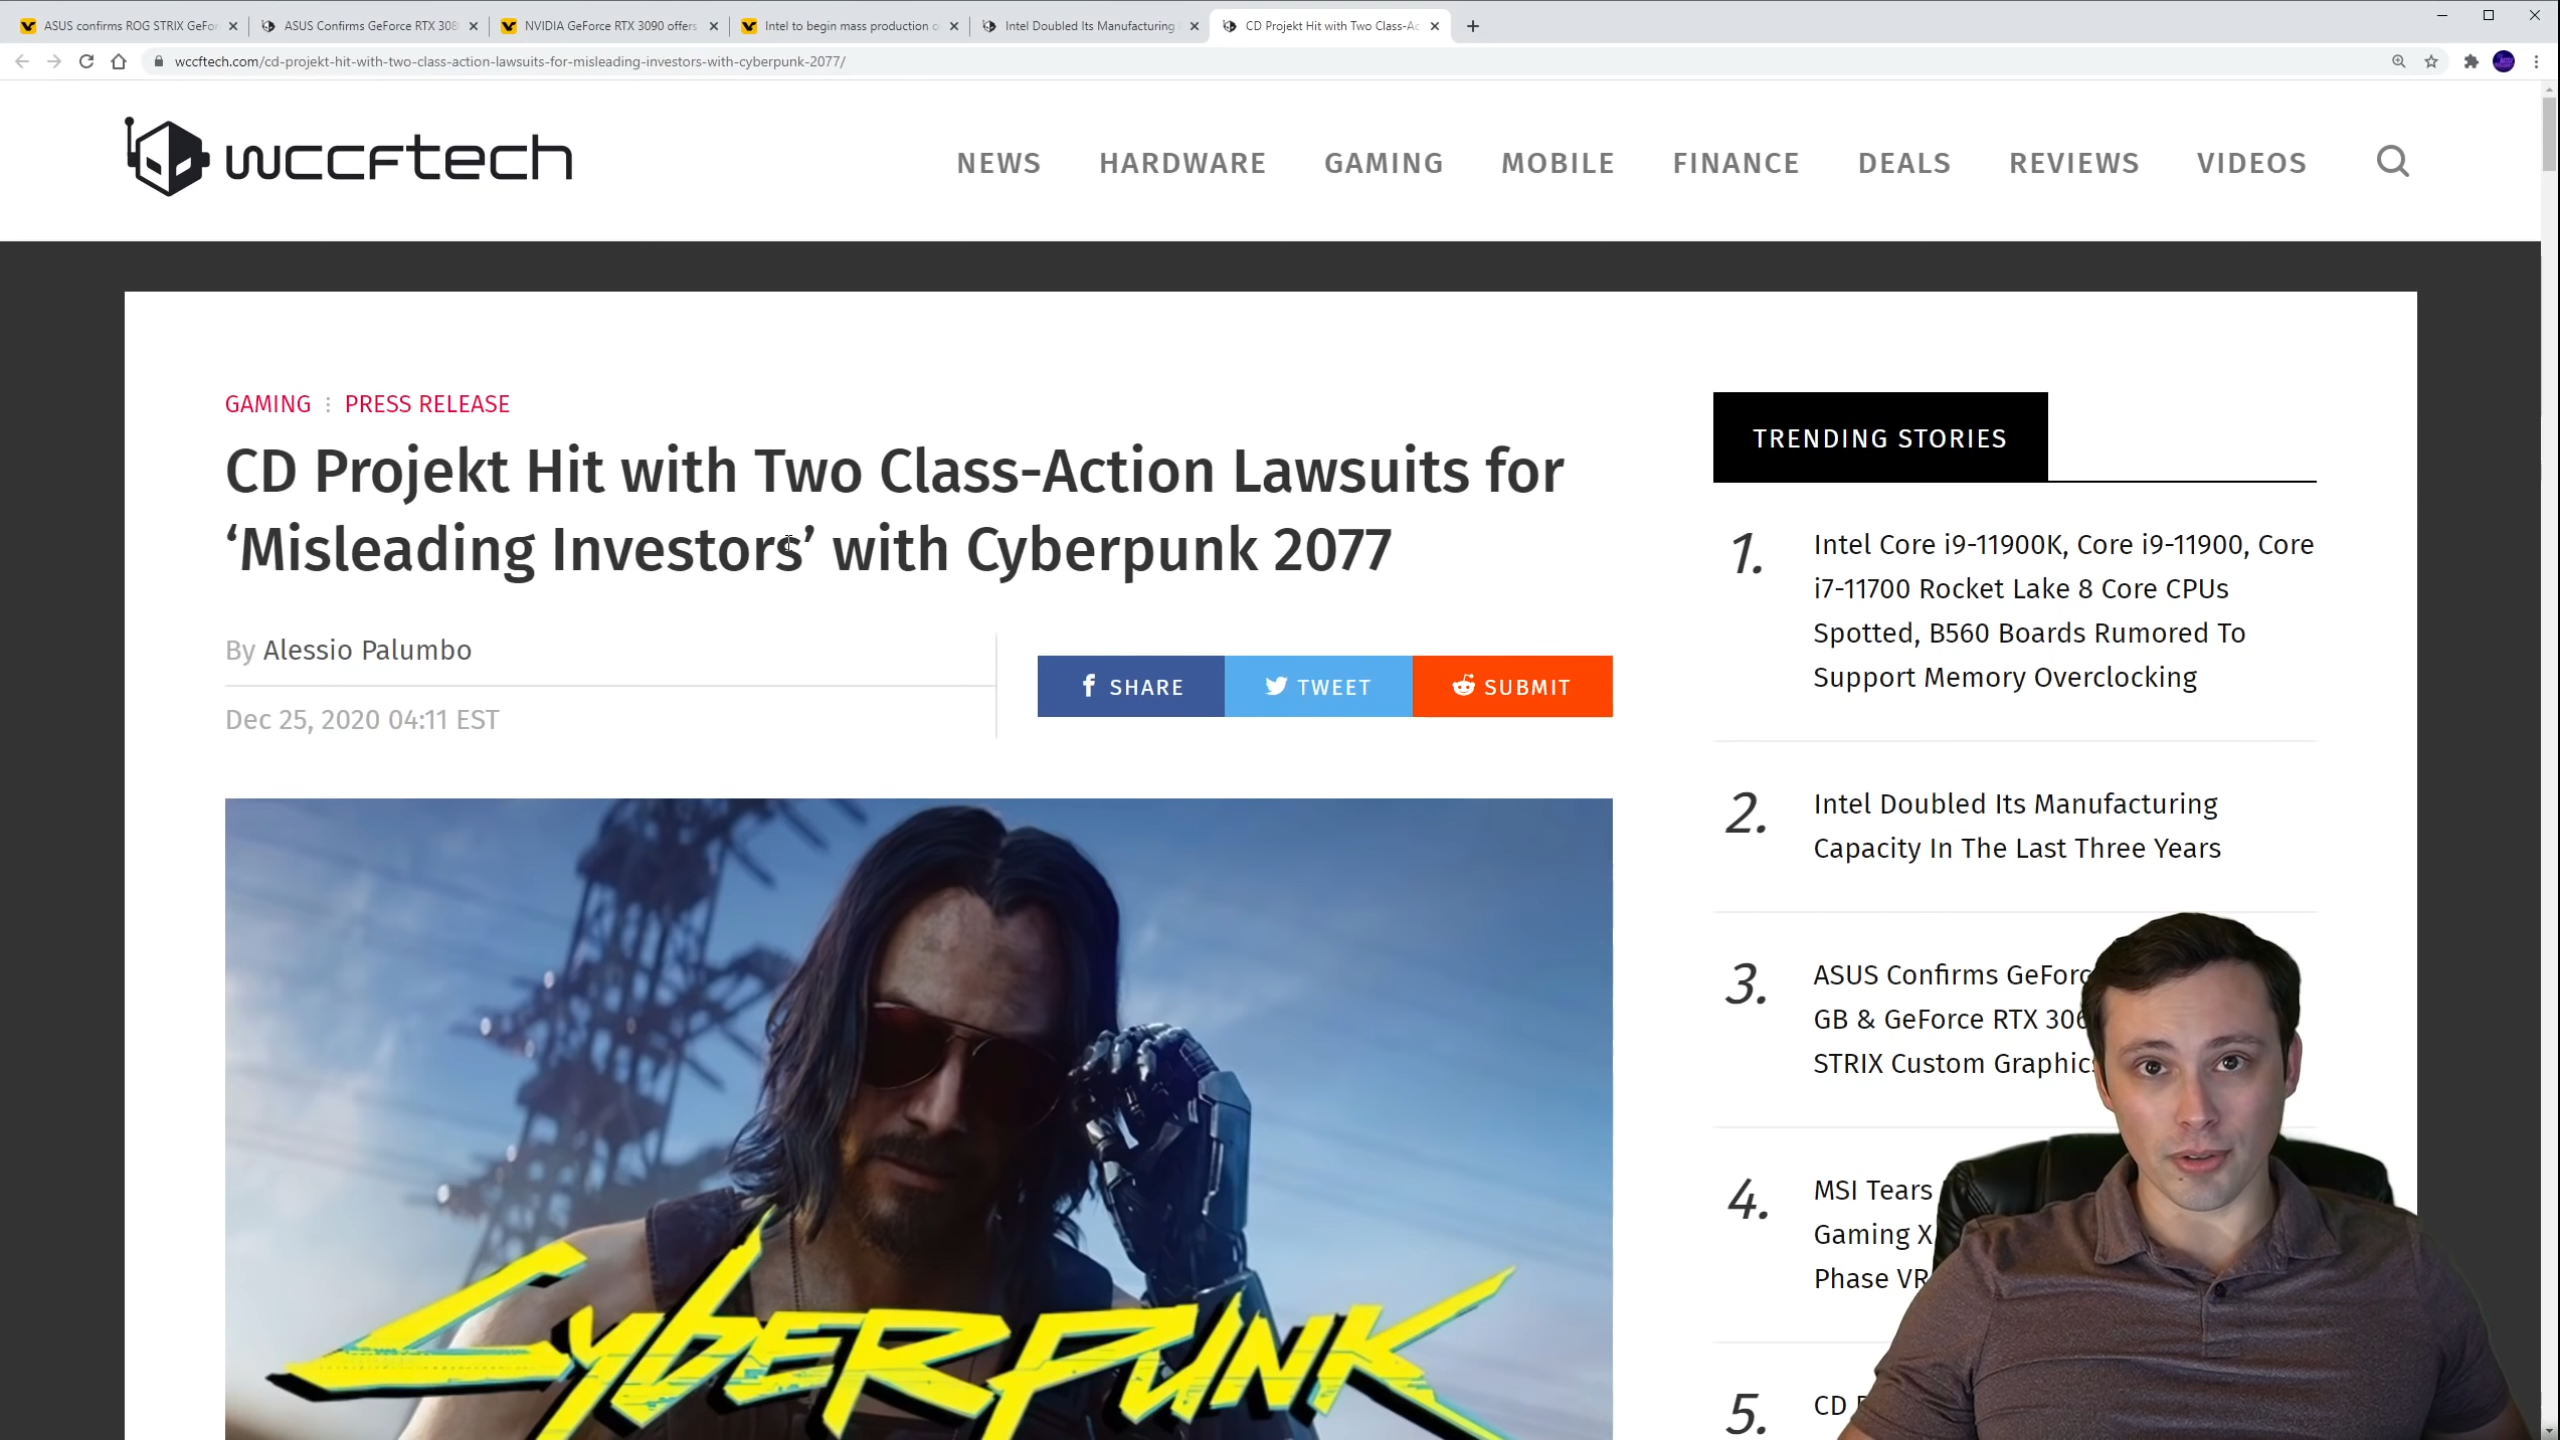 ASUS confirms ROG STRIX GeFor
ASUS Confirms GeForce RTX 308
NVIDIA GeForce RTX 3090 offers
Intel to begin mass production o
Intel Doubled Its Manufacturing
CD Projekt Hit with Two Class-Ac
wccftech.com/cd-projekt-hit-with-two-class-action-lawsuits-for-misleading-investors-with-cyberpunk-2077/
wccftech
NEWS
HARDWARE
GAMING
MOBILE
FINANCE
DEALS
REVIEWS
VIDEOS
GAMING
PRESS RELEASE
CD Projekt Hit with Two Class-Action Lawsuits for
‘Misleading Investors’ with Cyberpunk 2077
By Alessio Palumbo
Dec 25, 2020 04:11 EST
SHARE
TWEET
SUBMIT
CYBERPUNK
TRENDING STORIES
1.
Intel Core i9-11900K, Core i9-11900, Core
i7-11700 Rocket Lake 8 Core CPUs
Spotted, B560 Boards Rumored To
Support Memory Overclocking
2.
Intel Doubled Its Manufacturing
Capacity In The Last Three Years
3.
ASUS Confirms GeForc
GB & GeForce RTX 306
STRIX Custom Graphics
4.
MSI Tears
Gaming X
Phase VR
5.
CD